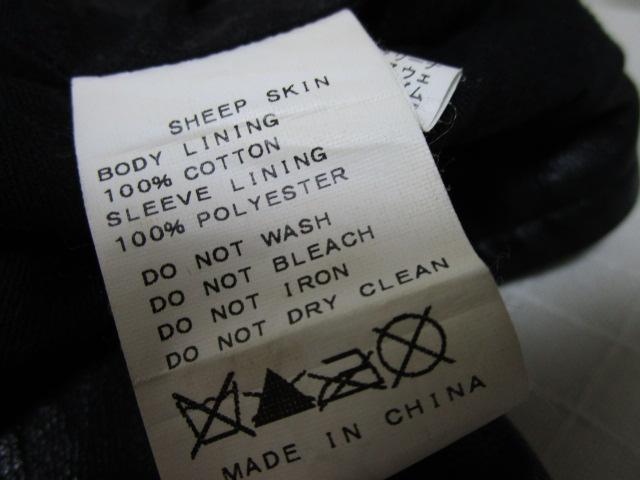 SHEEP SKIN
BODY LINING
100% COTTON
SLEEVE LINING
100% POLYESTER
DO NOT WASH
DO NOT BLEACH
DO NOT IRON
DO NOT DRY CLEAN
MADE IN CHINA